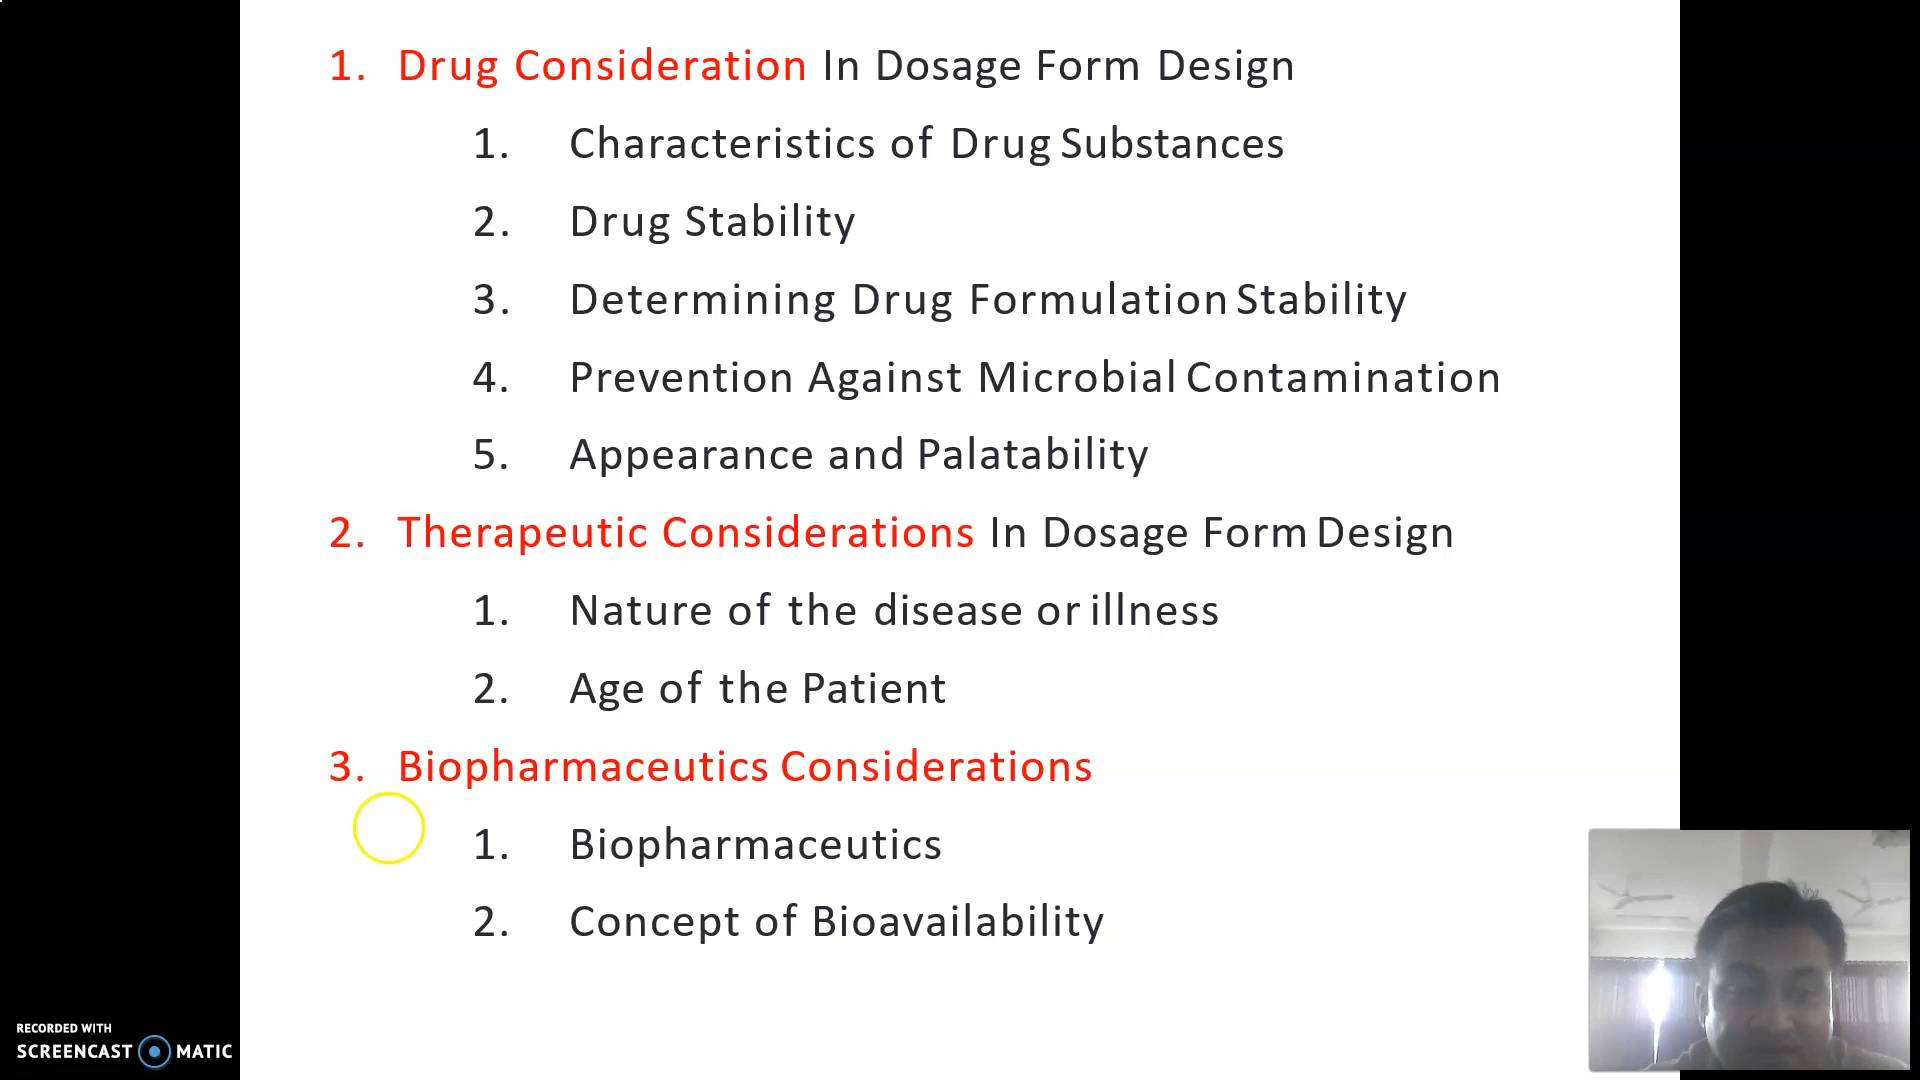 1. Drug Consideration In Dosage Form Design
1. Characteristics of Drug Substances
2. Drug Stability
3. Determining Drug Formulation Stability
4. Prevention Against Microbial Contamination
5. Appearance and Palatability
2. Therapeutic Considerations In Dosage Form Design
1. Nature of the disease or illness
2. Age of the Patient
3. Biopharmaceutics Considerations
1. Biopharmaceutics
2. Concept of Bioavailability
RECORDED WITH
SCREENCAST MATIC